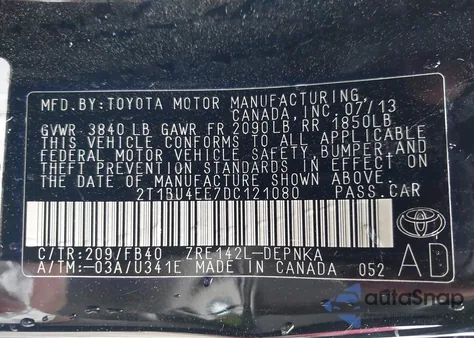 MFD.BY:TOYOTA MOTOR MANUFACTURING,
CANADA, INC. 07/13
GVWR 3840LB GAWR FR 2090LB RR 1850LB
THIS VEHICLE CONFORMS TO ALL APPLICABLE
FEDERAL MOTOR VEHICLE SAFETY, BUMPER, AND
THEFT PREVENTION STANDARDS IN EFFECT ON
THE DATE OF MANUFACTURE SHOWN ABOVE.
2T1BU4EE7DC121080 PASS.CAR
C/TR:209/FB40 ZRE142L-DEPNKA
A/TM:-03A/U341E MADE IN CANADA 052
TOYOTA
AD
autoSnap